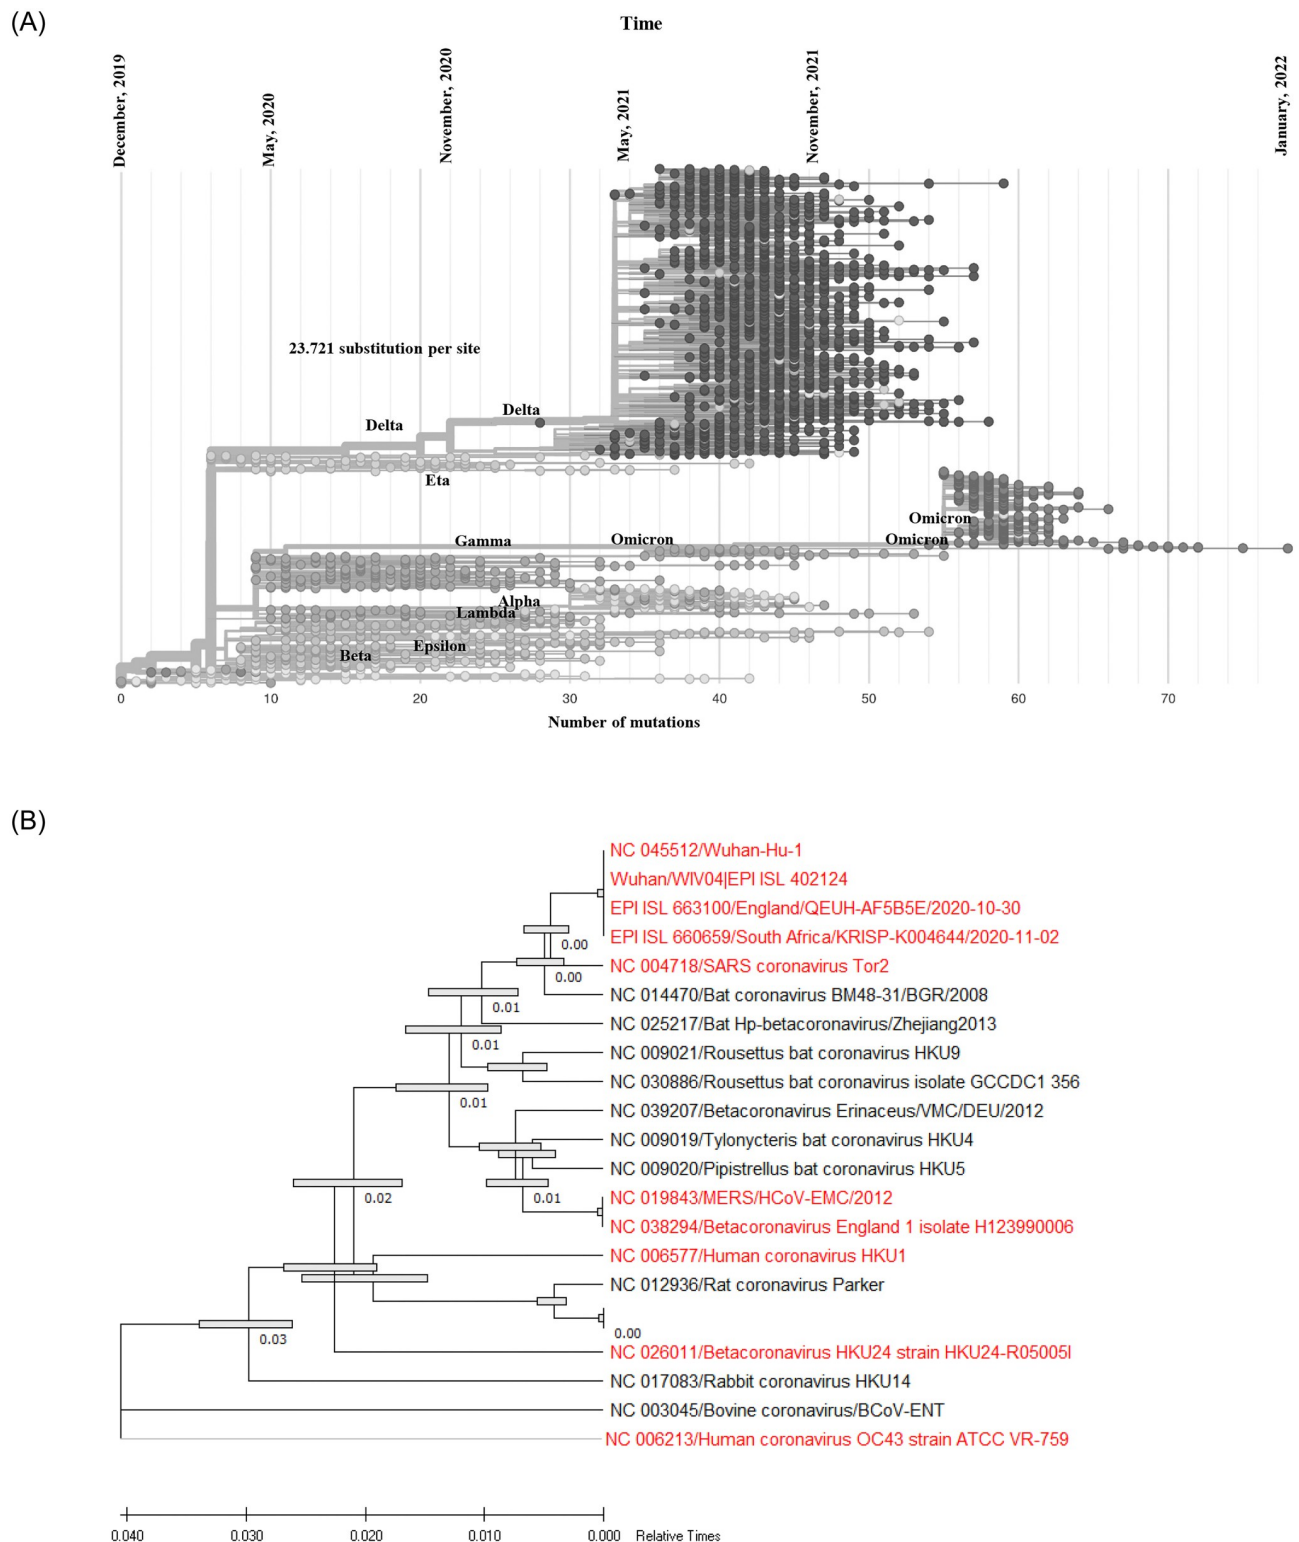 (A)
Time
December, 2019
May, 2020
November, 2020
May, 2021
November, 2021
January, 2022
23.721 substitution per site
Delta
Delta
Eta
Omicron
Gamma
Omicron
Omicron
Alpha
Lambda
Epsilon
Beta
0 10 20 30 40 50 60 70
Number of mutations
(B)
NC 045512/Wuhan-Hu-1
Wuhan/WIV04|EPI ISL 402124
EPI ISL 663100/England/QEUH-AF5B5E/2020-10-30
EPI ISL 660659/South Africa/KRISP-K004644/2020-11-02
0.00
NC 004718/SARS coronavirus Tor2
0.00
NC 014470/Bat coronavirus BM48-31/BGR/2008
0.01
NC 025217/Bat Hp-betacoronavirus/Zhejiang2013
0.01
NC 009021/Rousettus bat coronavirus HKU9
NC 030886/Rousettus bat coronavirus isolate GCCDC1 356
0.01
NC 039207/Betacoronavirus Erinaceus/VMC/DEU/2012
NC 009019/Tylonycteris bat coronavirus HKU4
NC 009020/Pipistrellus bat coronavirus HKU5
0.02
0.01
NC 019843/MERS/HCoV-EMC/2012
NC 038294/Betacoronavirus England 1 isolate H123990006
NC 006577/Human coronavirus HKU1
NC 012936/Rat coronavirus Parker
0.00
0.03
NC 026011/Betacoronavirus HKU24 strain HKU24-R05005I
NC 017083/Rabbit coronavirus HKU14
NC 003045/Bovine coronavirus/BCoV-ENT
NC 006213/Human coronavirus OC43 strain ATCC VR-759
0.040 0.030 0.020 0.010 0.000 Relative Times